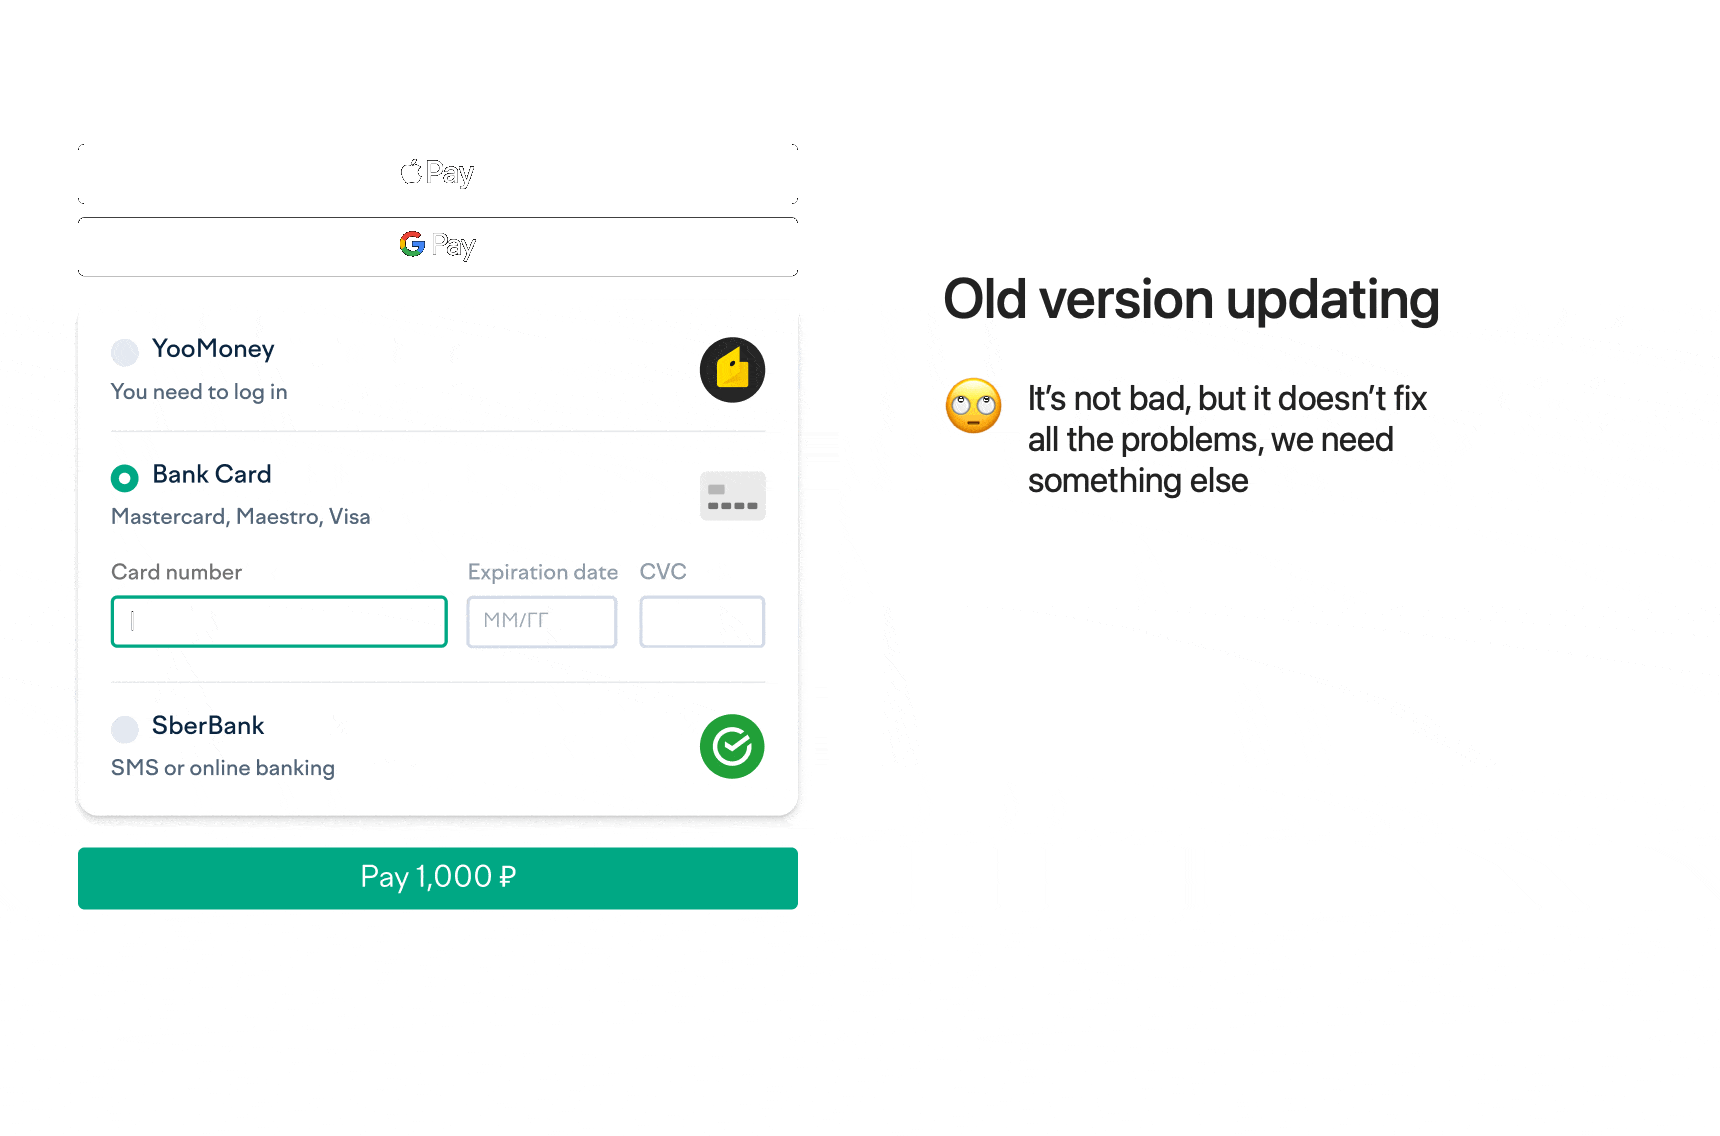 Pay
G Pay
YooMoney
You need to log in
Bank Card
Mastercard, Maestro, Visa
Card number
Expiration date
CVC
ММ/ГГ
SberBank
SMS or online banking
Pay 1,000 ₽
Old version updating
It’s not bad, but it doesn’t fix
all the problems, we need
something else